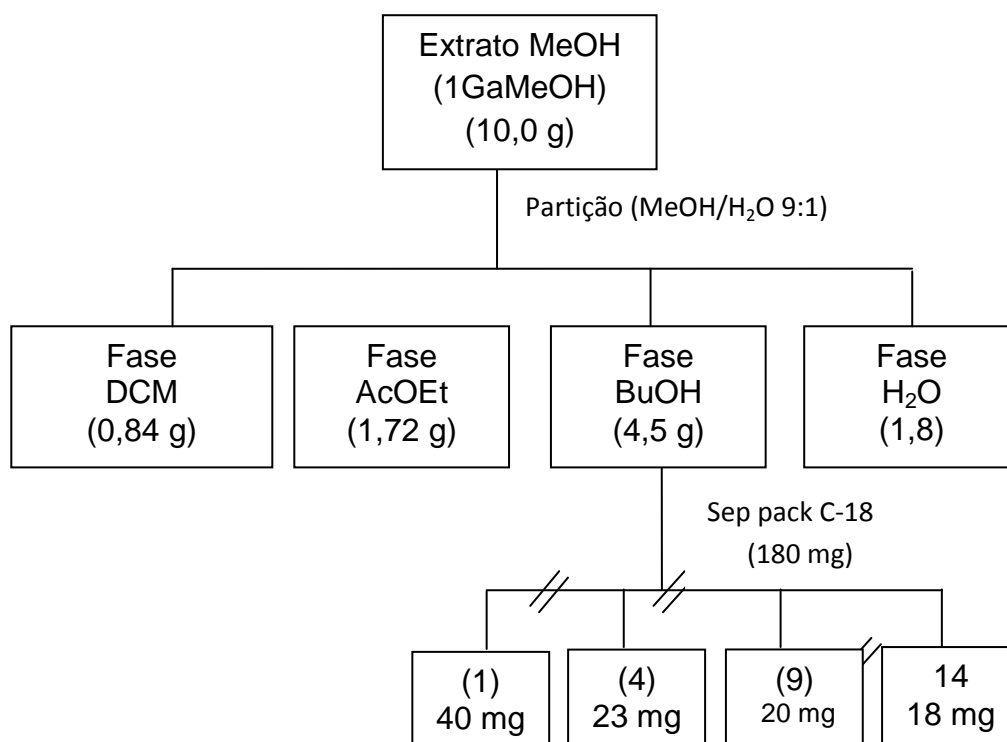 Extrato MeOH
(1GaMeOH)
(10,0 g)
Partição (MeOH/H₂O 9:1)
Fase
DCM
(0,84 g)
Fase
AcOEt
(1,72 g)
Fase
BuOH
(4,5 g)
Fase
H₂O
(1,8)
Sep pack C-18
(180 mg)
(1)
40 mg
(4)
23 mg
(9)
20 mg
14
18 mg